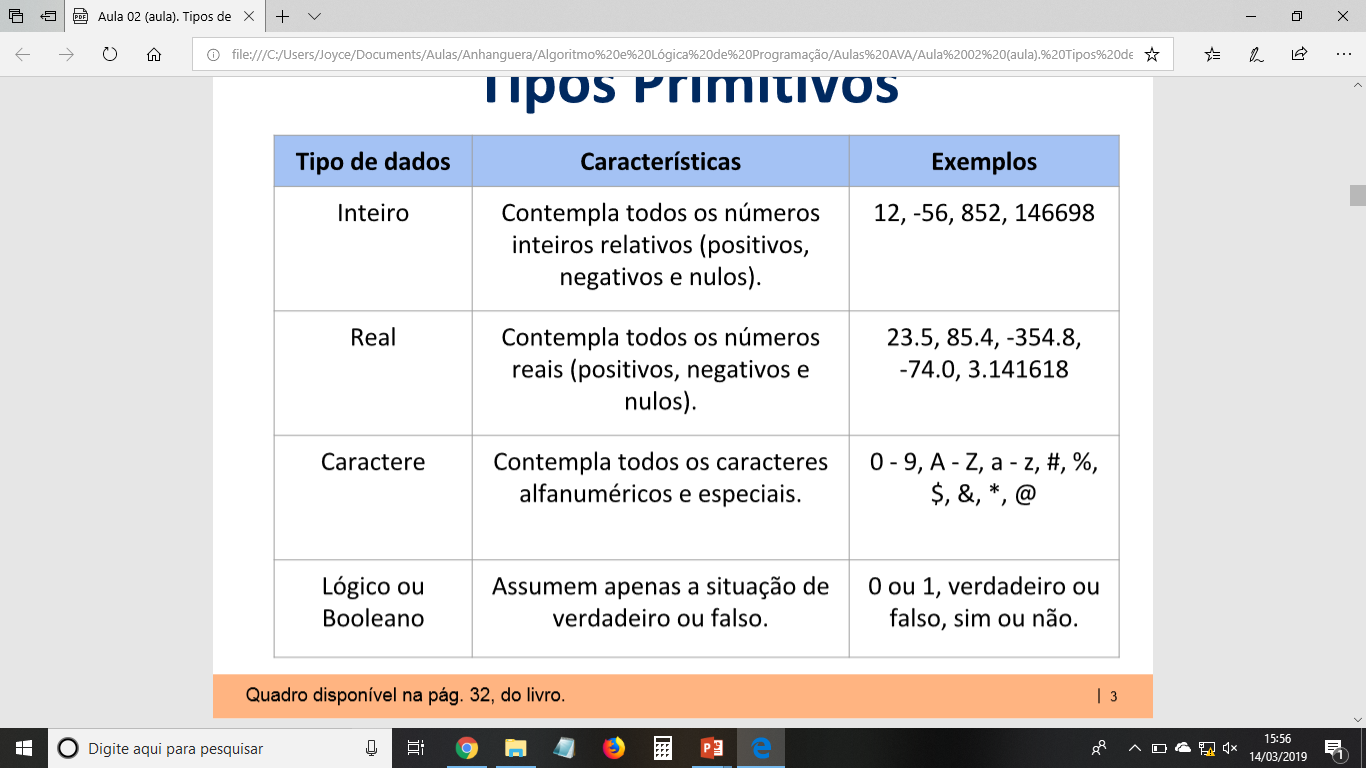 Aula 02 (aula). Tipos de
file:///C:/Users/Joyce/Documents/Aulas/Anhanguera/Algoritmo%20e%20Lógica%20de%20Programação/Aulas%20AVA/Aula%2002%20(aula).%20Tipos%20de
Tipos Primitivos
Tipo de dados
Características
Exemplos
Inteiro
Contempla todos os números
inteiros relativos (positivos,
negativos e nulos).
12, -56, 852, 146698
Real
Contempla todos os números
reais (positivos, negativos e
nulos).
23.5, 85.4, -354.8,
-74.0, 3.141618
Caractere
Contempla todos os caracteres
alfanuméricos e especiais.
0 - 9, A - Z, a - z, #, %,
$, &, *, @
Lógico ou
Booleano
Assumem apenas a situação de
verdadeiro ou falso.
0 ou 1, verdadeiro ou
falso, sim ou não.
Quadro disponível na pág. 32, do livro.
| 3
Digite aqui para pesquisar
15:56
14/03/2019
1